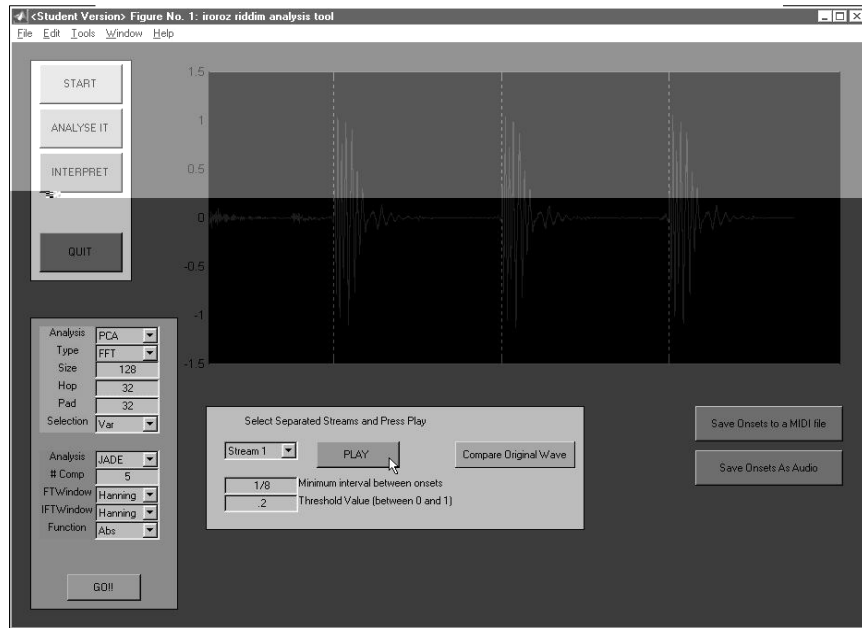 <Student Version> Figure No. 1: iroroz riddim analysis tool
File Edit Tools Window Help
START
ANALYSE IT
INTERPRET
QUIT
1.5
1
0.5
0
-0.5
-1
-1.5
Analysis PCA
Type FFT
Size 128
Hop 32
Pad 32
Selection Var
Analysis JADE
# Comp 5
FTWindow Hanning
IFTWindow Hanning
Function Abs
GO!!
Select Separated Streams and Press Play
Stream 1 PLAY Compare Original Wave
1/8 Minimum interval between onsets
.2 Threshold Value (between 0 and 1)
Save Onsets to a MIDI file
Save Onsets As Audio